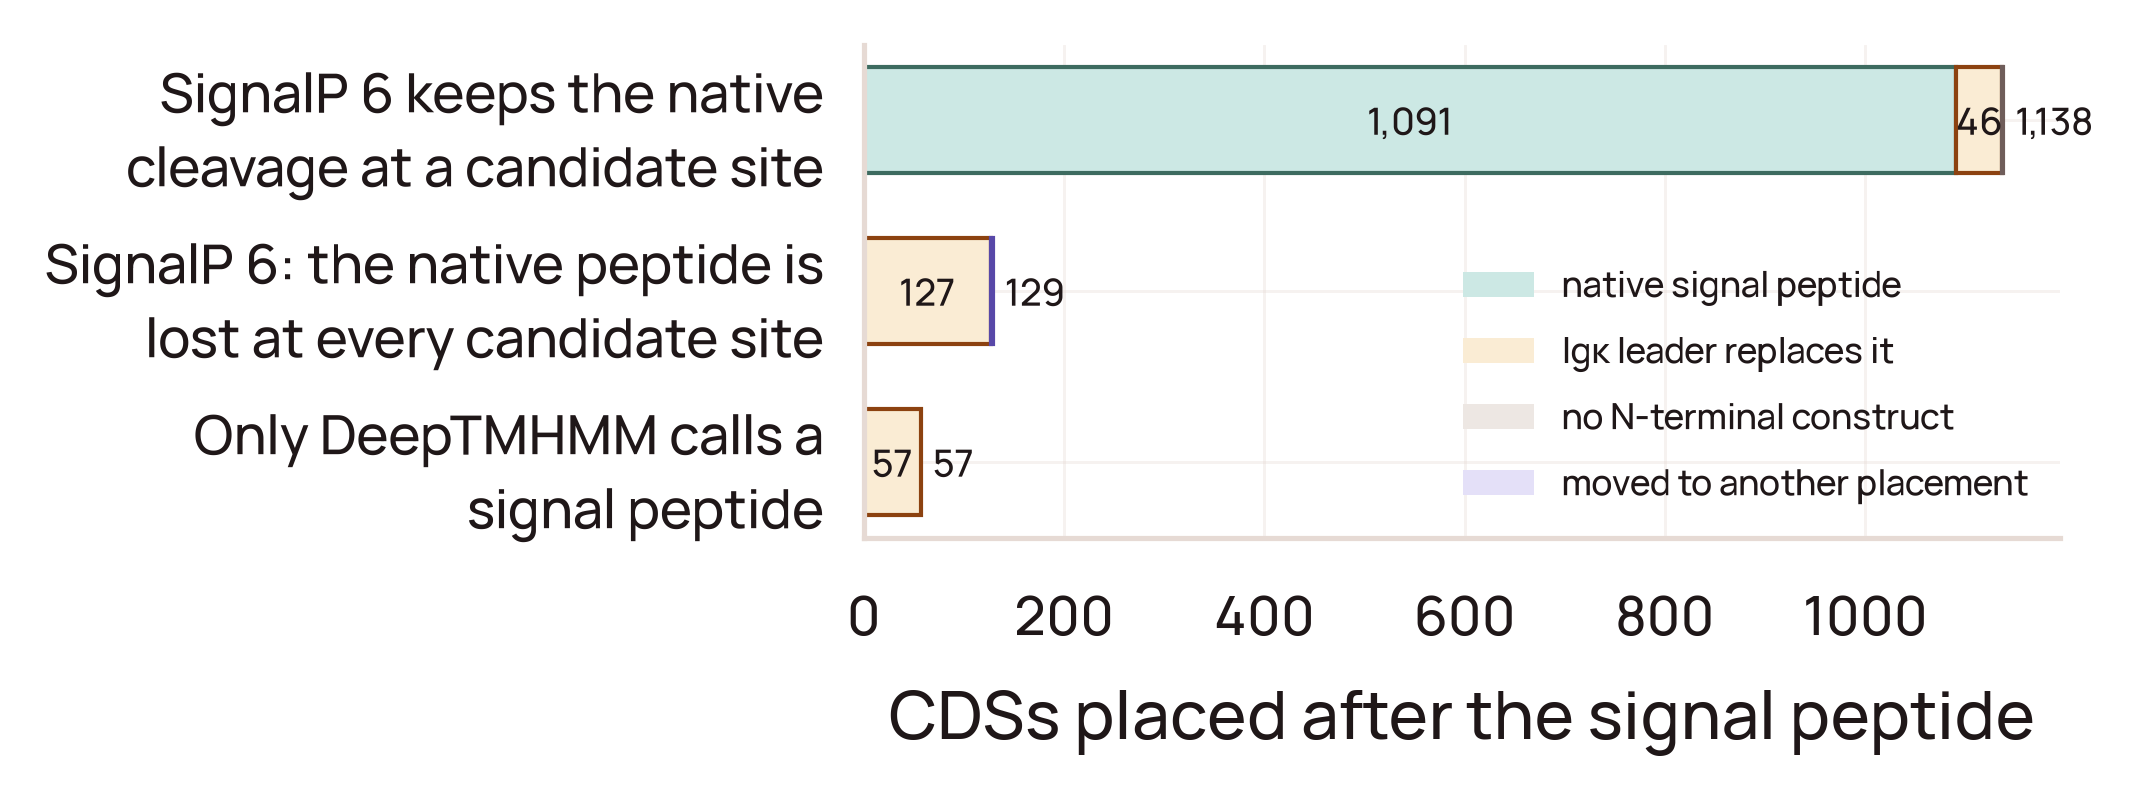 SignalP 6 keeps the native
cleavage at a candidate site
1,091
46
1,138
SignalP 6: the native peptide is
lost at every candidate site
127
129
Only DeepTMHMM calls a
signal peptide
57
57
native signal peptide
Igκ leader replaces it
no N-terminal construct
moved to another placement
0 200 400 600 800 1000
CDSs placed after the signal peptide